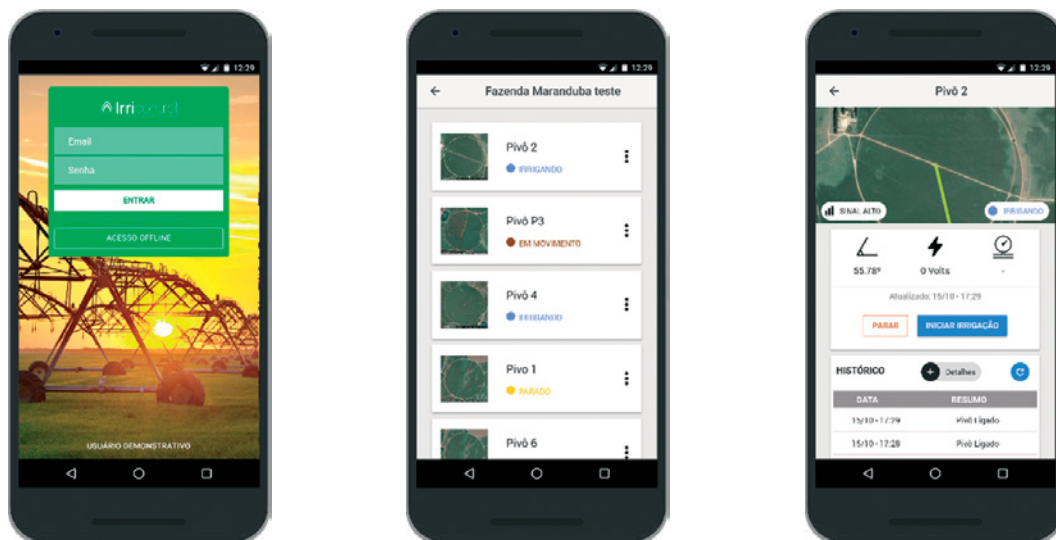 12:29
Irricontrol
Email
Senha
ENTRAR
ACESSO OFFLINE
USUÁRIO DEMONSTRATIVO
12:29
Fazenda Maranduba teste
Pivô 2
IRRIGANDO
Pivô P3
EM MOVIMENTO
Pivô 4
IRRIGANDO
Pivo 1
PARADO
Pivô 6
12:29
Pivô 2
SINAL ALTO
IRRIGANDO
55.78º
0 Volts
-
Atualizado: 15/10 - 17:29
PARAR
INICIAR IRRIGAÇÃO
HISTÓRICO
Detalhes
DATA RESUMO
15/10 - 17:29 Pivô Ligado
15/10 - 17:28 Pivô Ligado